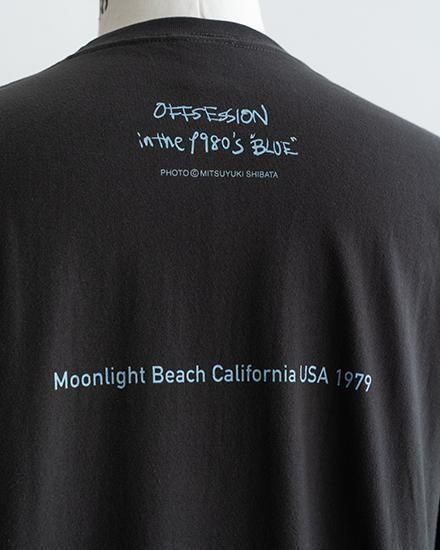 OFFSESSION
in the 1980's "BLUE"
PHOTO © MITSUYUKI SHIBATA
Moonlight Beach California USA 1979